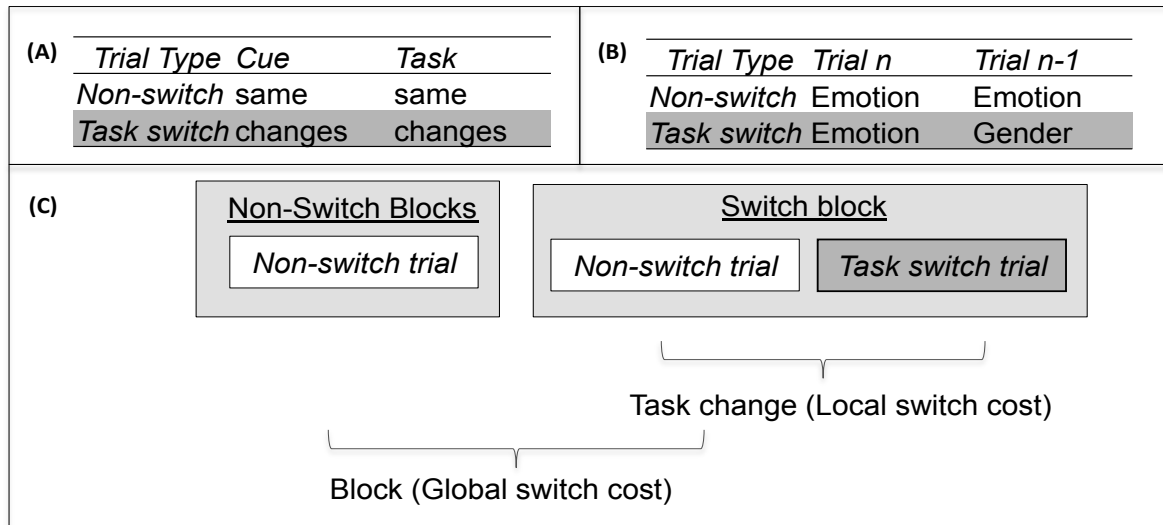 (A)
Trial Type Cue Task
Non-switch same same
Task switch changes changes
(B)
Trial Type Trial n Trial n-1
Non-switch Emotion Emotion
Task switch Emotion Gender
(C)
Non-Switch Blocks
Non-switch trial
Switch block
Non-switch trial Task switch trial
Task change (Local switch cost)
Block (Global switch cost)